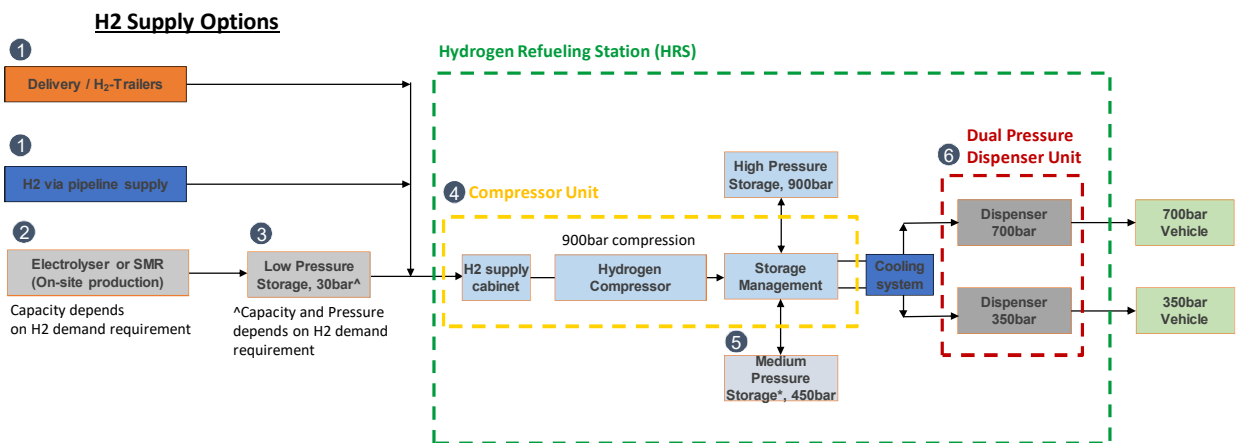 H2 Supply Options
1
Delivery / H2-Trailers
1
H2 via pipeline supply
2
Electrolyser or SMR
(On-site production)
Capacity depends
on H2 demand requirement
3
Low Pressure
Storage, 30bar^
^Capacity and Pressure
depends on H2 demand
requirement
Hydrogen Refueling Station (HRS)
4
Compressor Unit
900bar compression
H2 supply
cabinet
Hydrogen
Compressor
High Pressure
Storage, 900bar
Storage
Management
5
Medium
Pressure
Storage*, 450bar
Cooling
system
6
Dual Pressure
Dispenser Unit
Dispenser
700bar
Dispenser
350bar
700bar
Vehicle
350bar
Vehicle